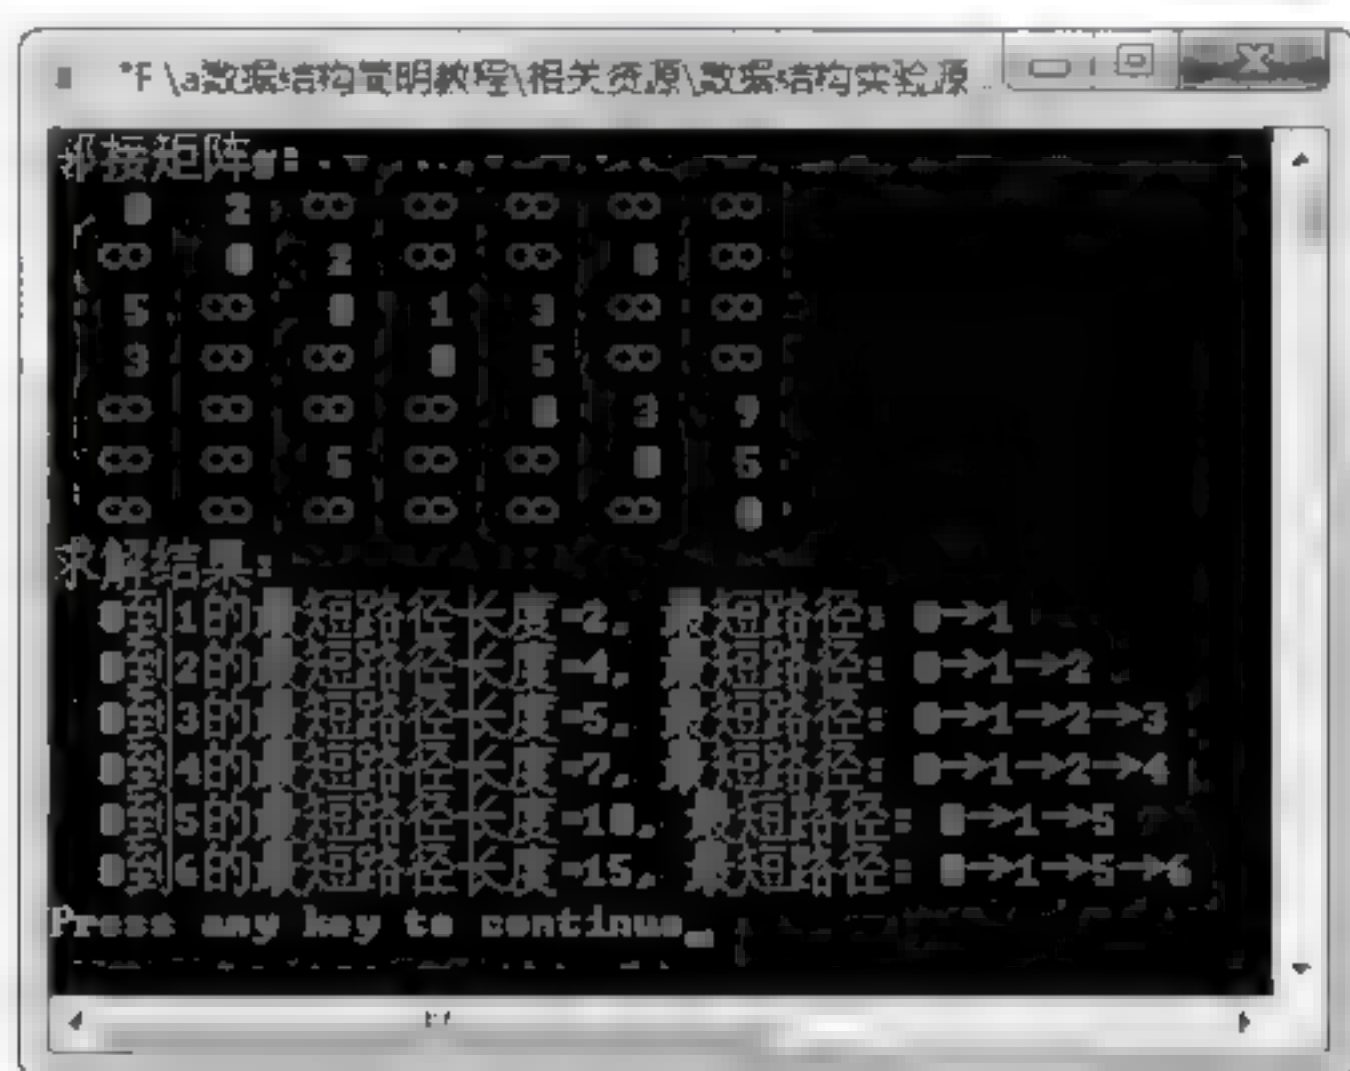 "F \a数据结构简明教程\相关资源\数据结构实验源
邻接矩阵g:
0 2 ∞ ∞ ∞ ∞ ∞
∞ 0 2 ∞ ∞ 8 ∞
5 ∞ 0 1 3 ∞ ∞
3 ∞ ∞ 0 5 ∞ ∞
∞ ∞ ∞ ∞ 0 3 9
∞ ∞ ∞ ∞ 0 5
∞ ∞ ∞ ∞ ∞ ∞ 0
求解结果:
0到1的最短路径长度=2, 最短路径: 0→1
0到2的最短路径长度=4, 最短路径: 0→1→2
0到3的最短路径长度=5, 最短路径: 0→1→2→3
0到4的最短路径长度=7, 最短路径: 0→1→2→4
0到5的最短路径长度=10, 最短路径: 0→1→5
0到6的最短路径长度=15, 最短路径: 0→1→5→6
Press any key to continue_